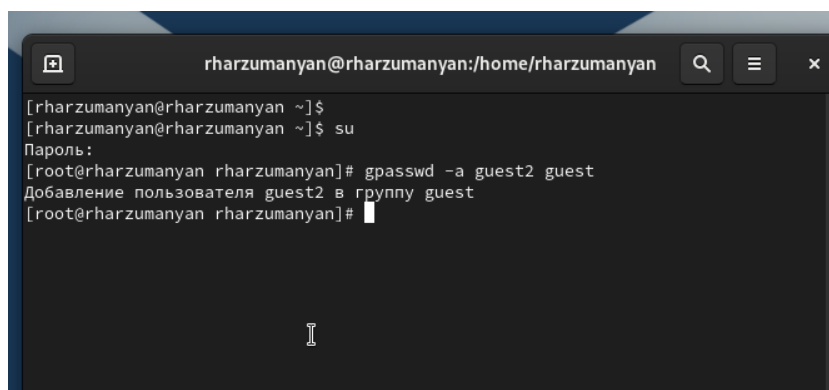 rharzumanyan@rharzumanyan:/home/rharzumanyan
[rharzumanyan@rharzumanyan ~]$
[rharzumanyan@rharzumanyan ~]$ su
Пароль:
[root@rharzumanyan rharzumanyan]# gpasswd -a guest2 guest
Добавление пользователя guest2 в группу guest
[root@rharzumanyan rharzumanyan]#